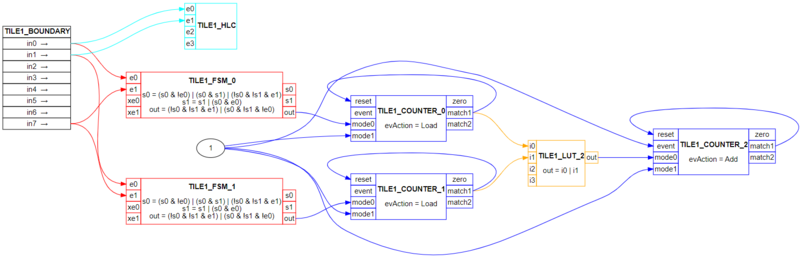 TILE1_BOUNDARY
in0 →
in1 →
in2 →
in3 →
in4 →
in5 →
in6 →
in7 →
e0
e1
e2
e3
TILE1_HLC
e0
e1
xe0
xe1
TILE1_FSM_0
s0 = (s0 & !e0) | (s0 & s1) | (!s0 & !s1 & e1)
s1 = s1 | (s0 & e0)
out = (!s0 & !s1 & e1) | (s0 & !s1 & !e0)
s0
s1
out
e0
e1
xe0
xe1
TILE1_FSM_1
s0 = (s0 & !e0) | (s0 & s1) | (!s0 & !s1 & e1)
s1 = s1 | (s0 & e0)
out = (!s0 & !s1 & e1) | (s0 & !s1 & !e0)
s0
s1
out
1
reset
event
mode0
mode1
TILE1_COUNTER_0
evAction = Load
zero
match1
match2
reset
event
mode0
mode1
TILE1_COUNTER_1
evAction = Load
zero
match1
match2
i0
i1
i2
i3
TILE1_LUT_2
out = i0 | i1
out
reset
event
mode0
mode1
TILE1_COUNTER_2
evAction = Add
zero
match1
match2